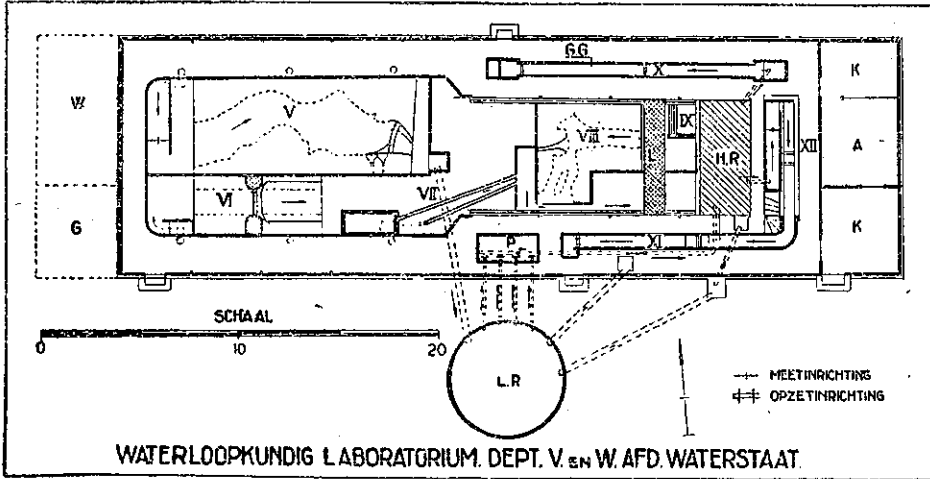 G.G
X
K
W
V
VIII
L
IX
H.R
XII
A
VI
VII
G
P
XI
K
SCHAAL
0 10 20
L.R
MEETINRICHTING
OPZETINRICHTING
WATERLOOPKUNDIG LABORATORIUM. DEPT. V. EN W. AFD. WATERSTAAT.